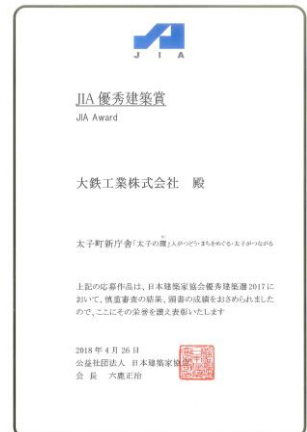 JIA
JIA 優秀建築賞
JIA Award
大鉄工業株式会社　殿
太子町新庁舎「太子の環」人がつどう・まちをめぐる・太子がつながる
上記の応募作品は、日本建築家協会優秀建築選2017に
おいて、慎重審査の結果、頭書の成績をおさめられました
ので、ここにその栄誉を讃え表彰いたします
2018年4月26日
公益社団法人 日本建築家協会
会 長　六鹿正治